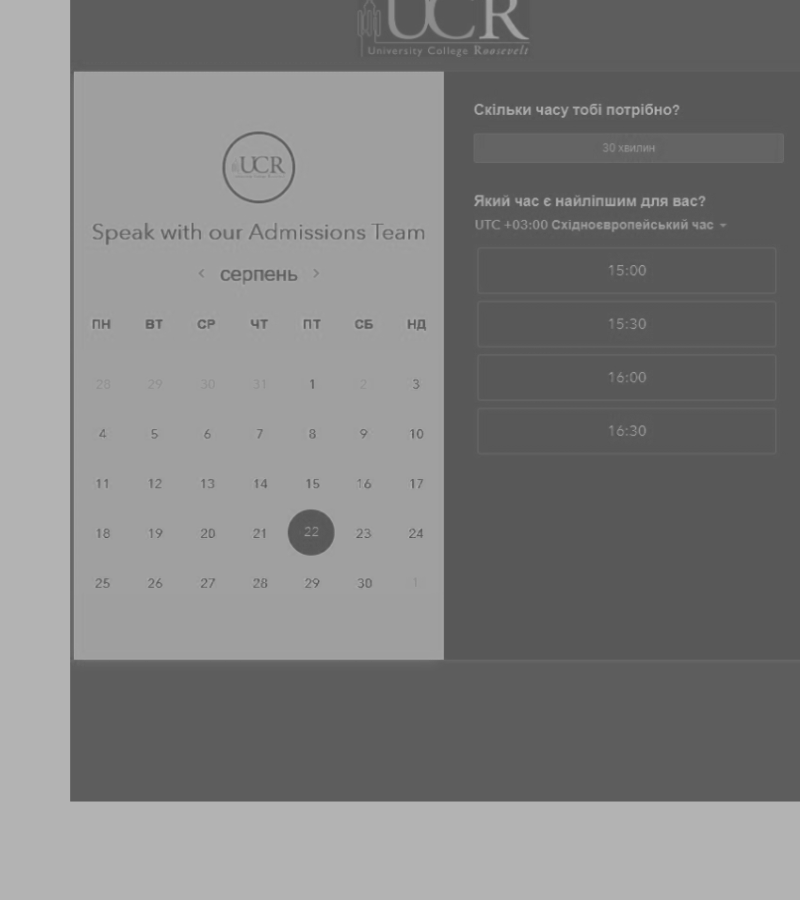 UCR
University College Roosevelt
UCR
Speak with our Admissions Team
< серпень >
ПН ВТ СР ЧТ ПТ СБ НД
28 29 30 31 1 2 3
4 5 6 7 8 9 10
11 12 13 14 15 16 17
18 19 20 21 22 23 24
25 26 27 28 29 30 1
Скільки часу тобі потрібно?
30 хвилин
Який час є найліпшим для вас?
UTC +03:00 Східноєвропейський час
15:00
15:30
16:00
16:30